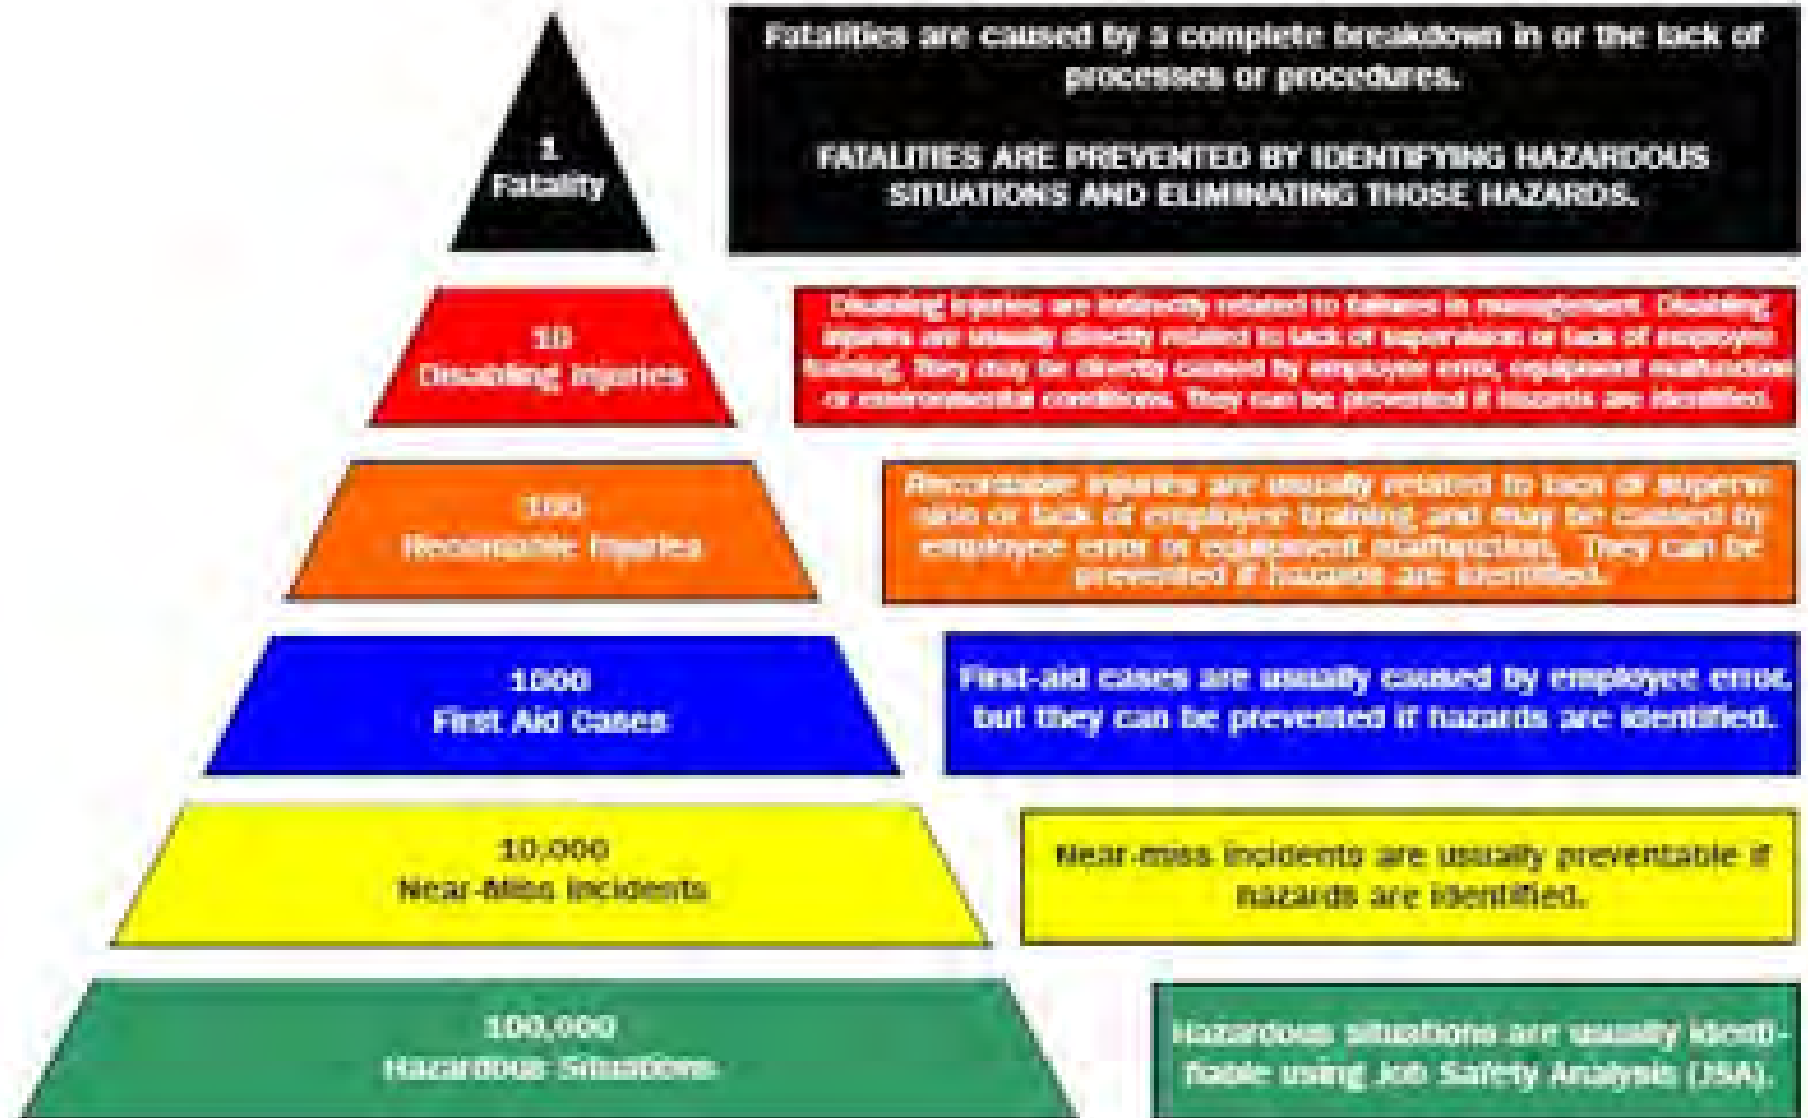 1
Fatality
Fatalities are caused by a complete breakdown in or the lack of
processes or procedures.
FATALITIES ARE PREVENTED BY IDENTIFYING HAZARDOUS
SITUATIONS AND ELIMINATING THOSE HAZARDS.
10
Disabling Injuries
Disabling injuries are indirectly related to failures in management. Disabling
injuries are usually directly related to lack of supervision or lack of employee
training. They may be directly caused by employee error, equipment malfunction
or environmental conditions. They can be prevented if hazards are identified.
100
Recordable Injuries
Recordable injuries are usually related to lack of supervi-
sion or lack of employee training and may be caused by
employee error or equipment malfunction. They can be
prevented if hazards are identified.
1000
First Aid Cases
First-aid cases are usually caused by employee error,
but they can be prevented if hazards are identified.
10,000
Near-Miss Incidents
Near-miss incidents are usually preventable if
hazards are identified.
100,000
Hazardous Situations
Hazardous situations are usually identi-
fiable using Job Safety Analysis (JSA).